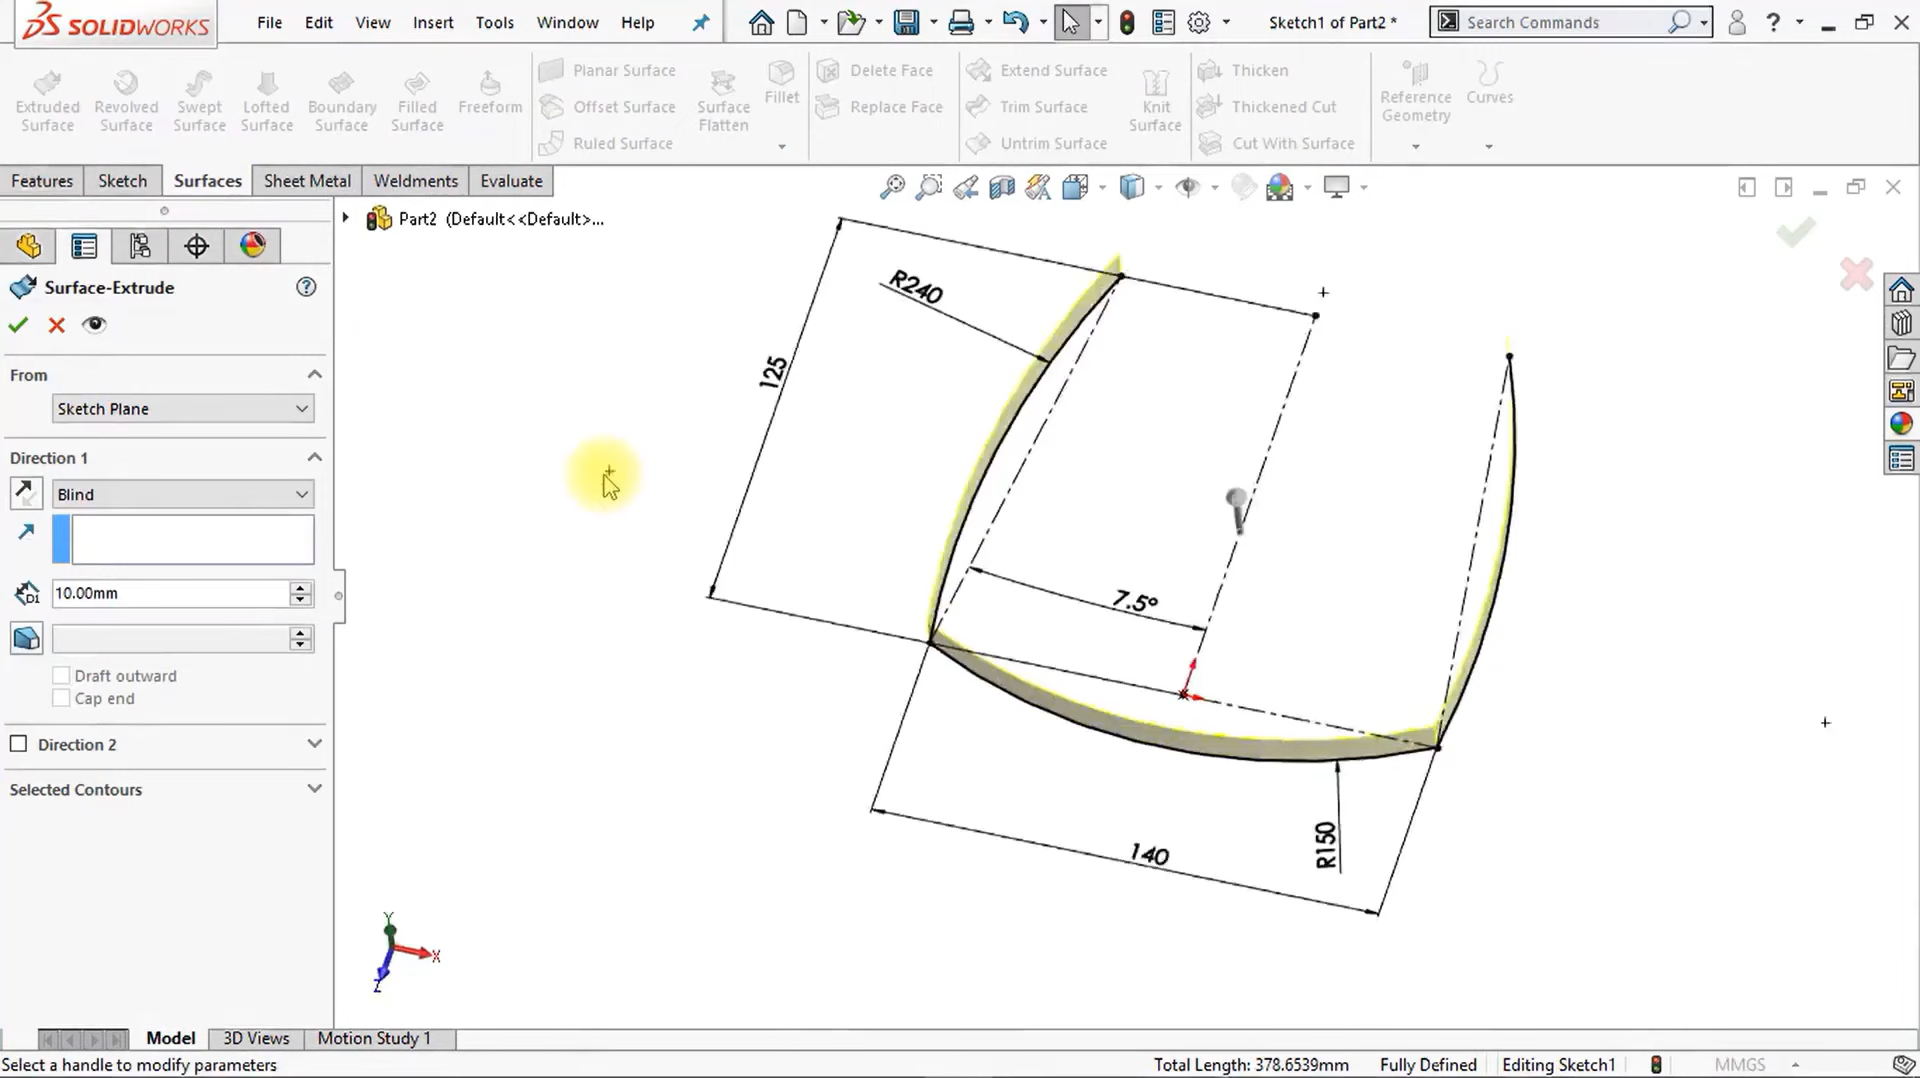 SOLIDWORKS File Edit View Insert Tools Window Help Sketch1 of Part2 * Search Commands ?
Extruded Surface
Revolved Surface
Swept Surface
Lofted Surface
Boundary Surface
Filled Surface
Freeform
Planar Surface
Offset Surface
Ruled Surface
Surface Flatten
Fillet
Delete Face
Replace Face
Extend Surface
Trim Surface
Untrim Surface
Knit Surface
Thicken
Thickened Cut
Cut With Surface
Reference Geometry
Curves
Features Sketch Surfaces Sheet Metal Weldments Evaluate
Part2 (Default<<Default>...
Surface-Extrude ?
From
Sketch Plane
Direction 1
Blind
D1 10.00mm
Draft outward
Cap end
Direction 2
Selected Contours
R240
125
7.5°
140
R150
Y
X
Z
Model 3D Views Motion Study 1
Select a handle to modify parameters Total Length: 378.6539mm Fully Defined Editing Sketch1 MMGS